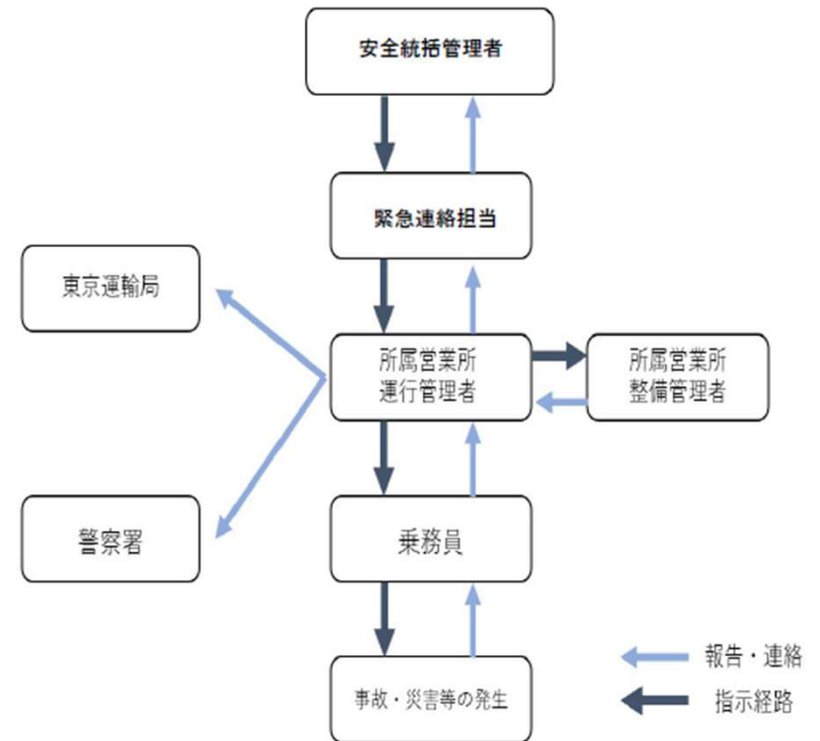 安全統括管理者
緊急連絡担当
東京運輸局
所属営業所
運行管理者
所属営業所
整備管理者
警察署
乗務員
事故・災害等の発生
報告・連絡
指示経路